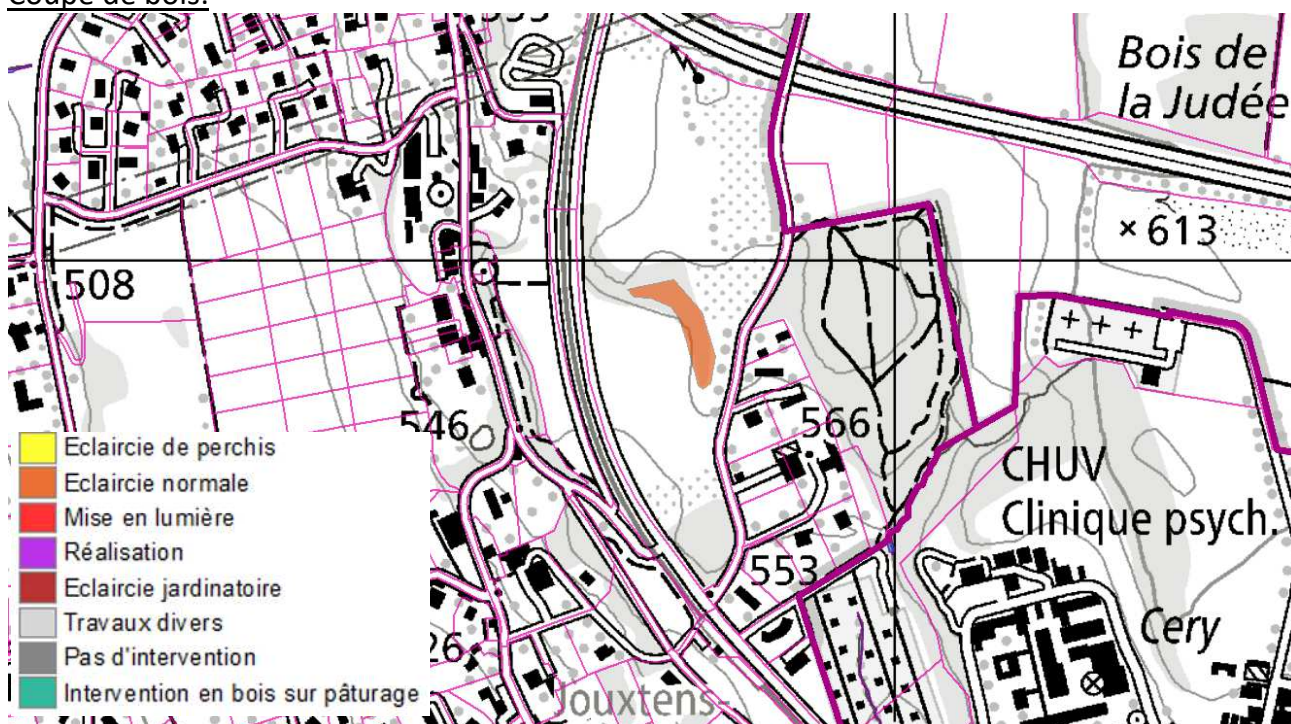 Coupe de bois:
Bois de
la Judée
× 613
508
546
566
CHUV
Clinique psych.
553
Cery
26
Jouxtens-
Eclaircie de perchis
Eclaircie normale
Mise en lumière
Réalisation
Eclaircie jardinatoire
Travaux divers
Pas d'intervention
Intervention en bois sur pâturage